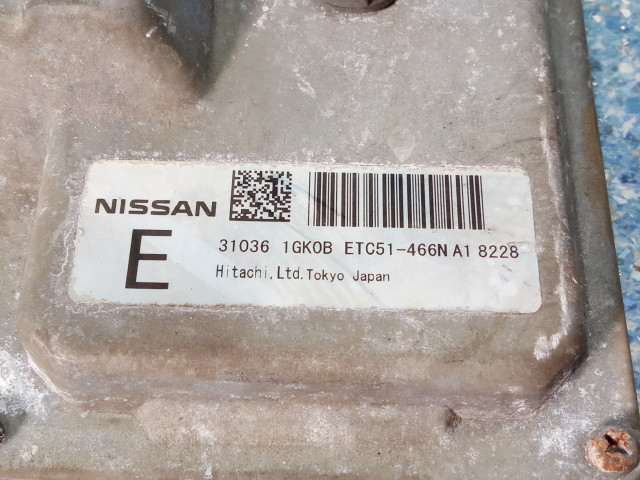 NISSAN
E
31036 1GK0B ETC51-466N A1 8228
Hitachi,Ltd.Tokyo Japan